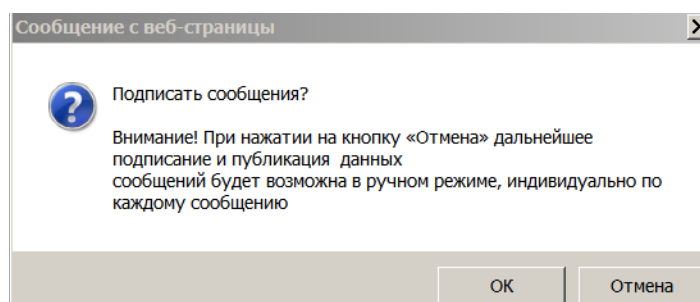 Сообщение с веб-страницы
Подписать сообщения?
Внимание! При нажатии на кнопку «Отмена» дальнейшее
подписание и публикация данных
сообщений будет возможна в ручном режиме, индивидуально по
каждому сообщению
ОК
Отмена